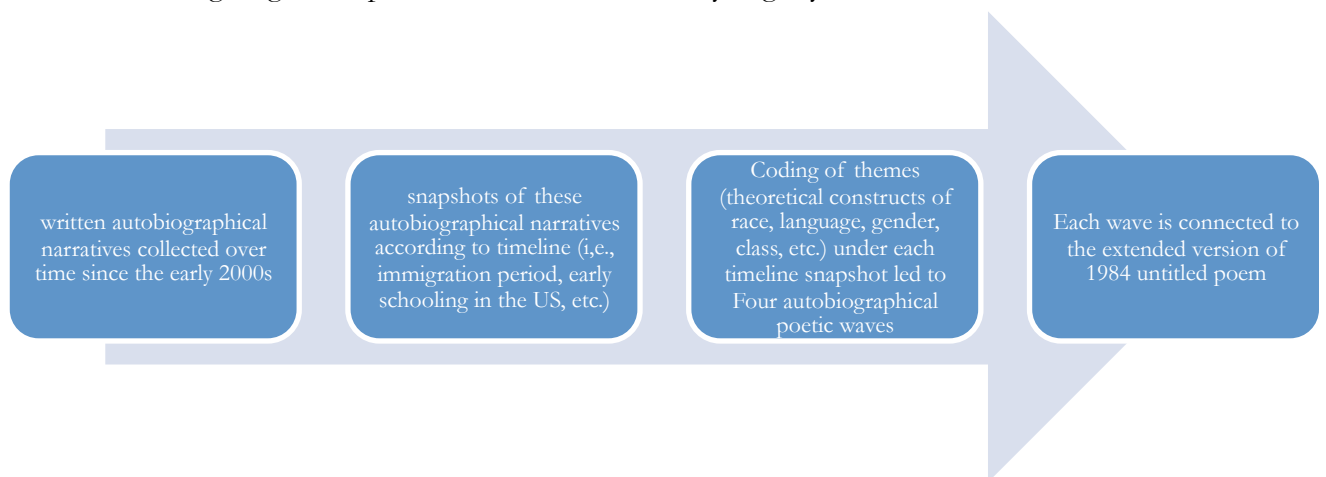 written autobiographical
narratives collected over
time since the early 2000s
snapshots of these
autobiographical narratives
according to timeline (i,e.,
immigration period, early
schooling in the US, etc.)
Coding of themes
(theoretical constructs of
race, language, gender,
class, etc.) under each
timeline snapshot led to
Four autobiographical
poetic waves
Each wave is connected to
the extended version of
1984 untitled poem